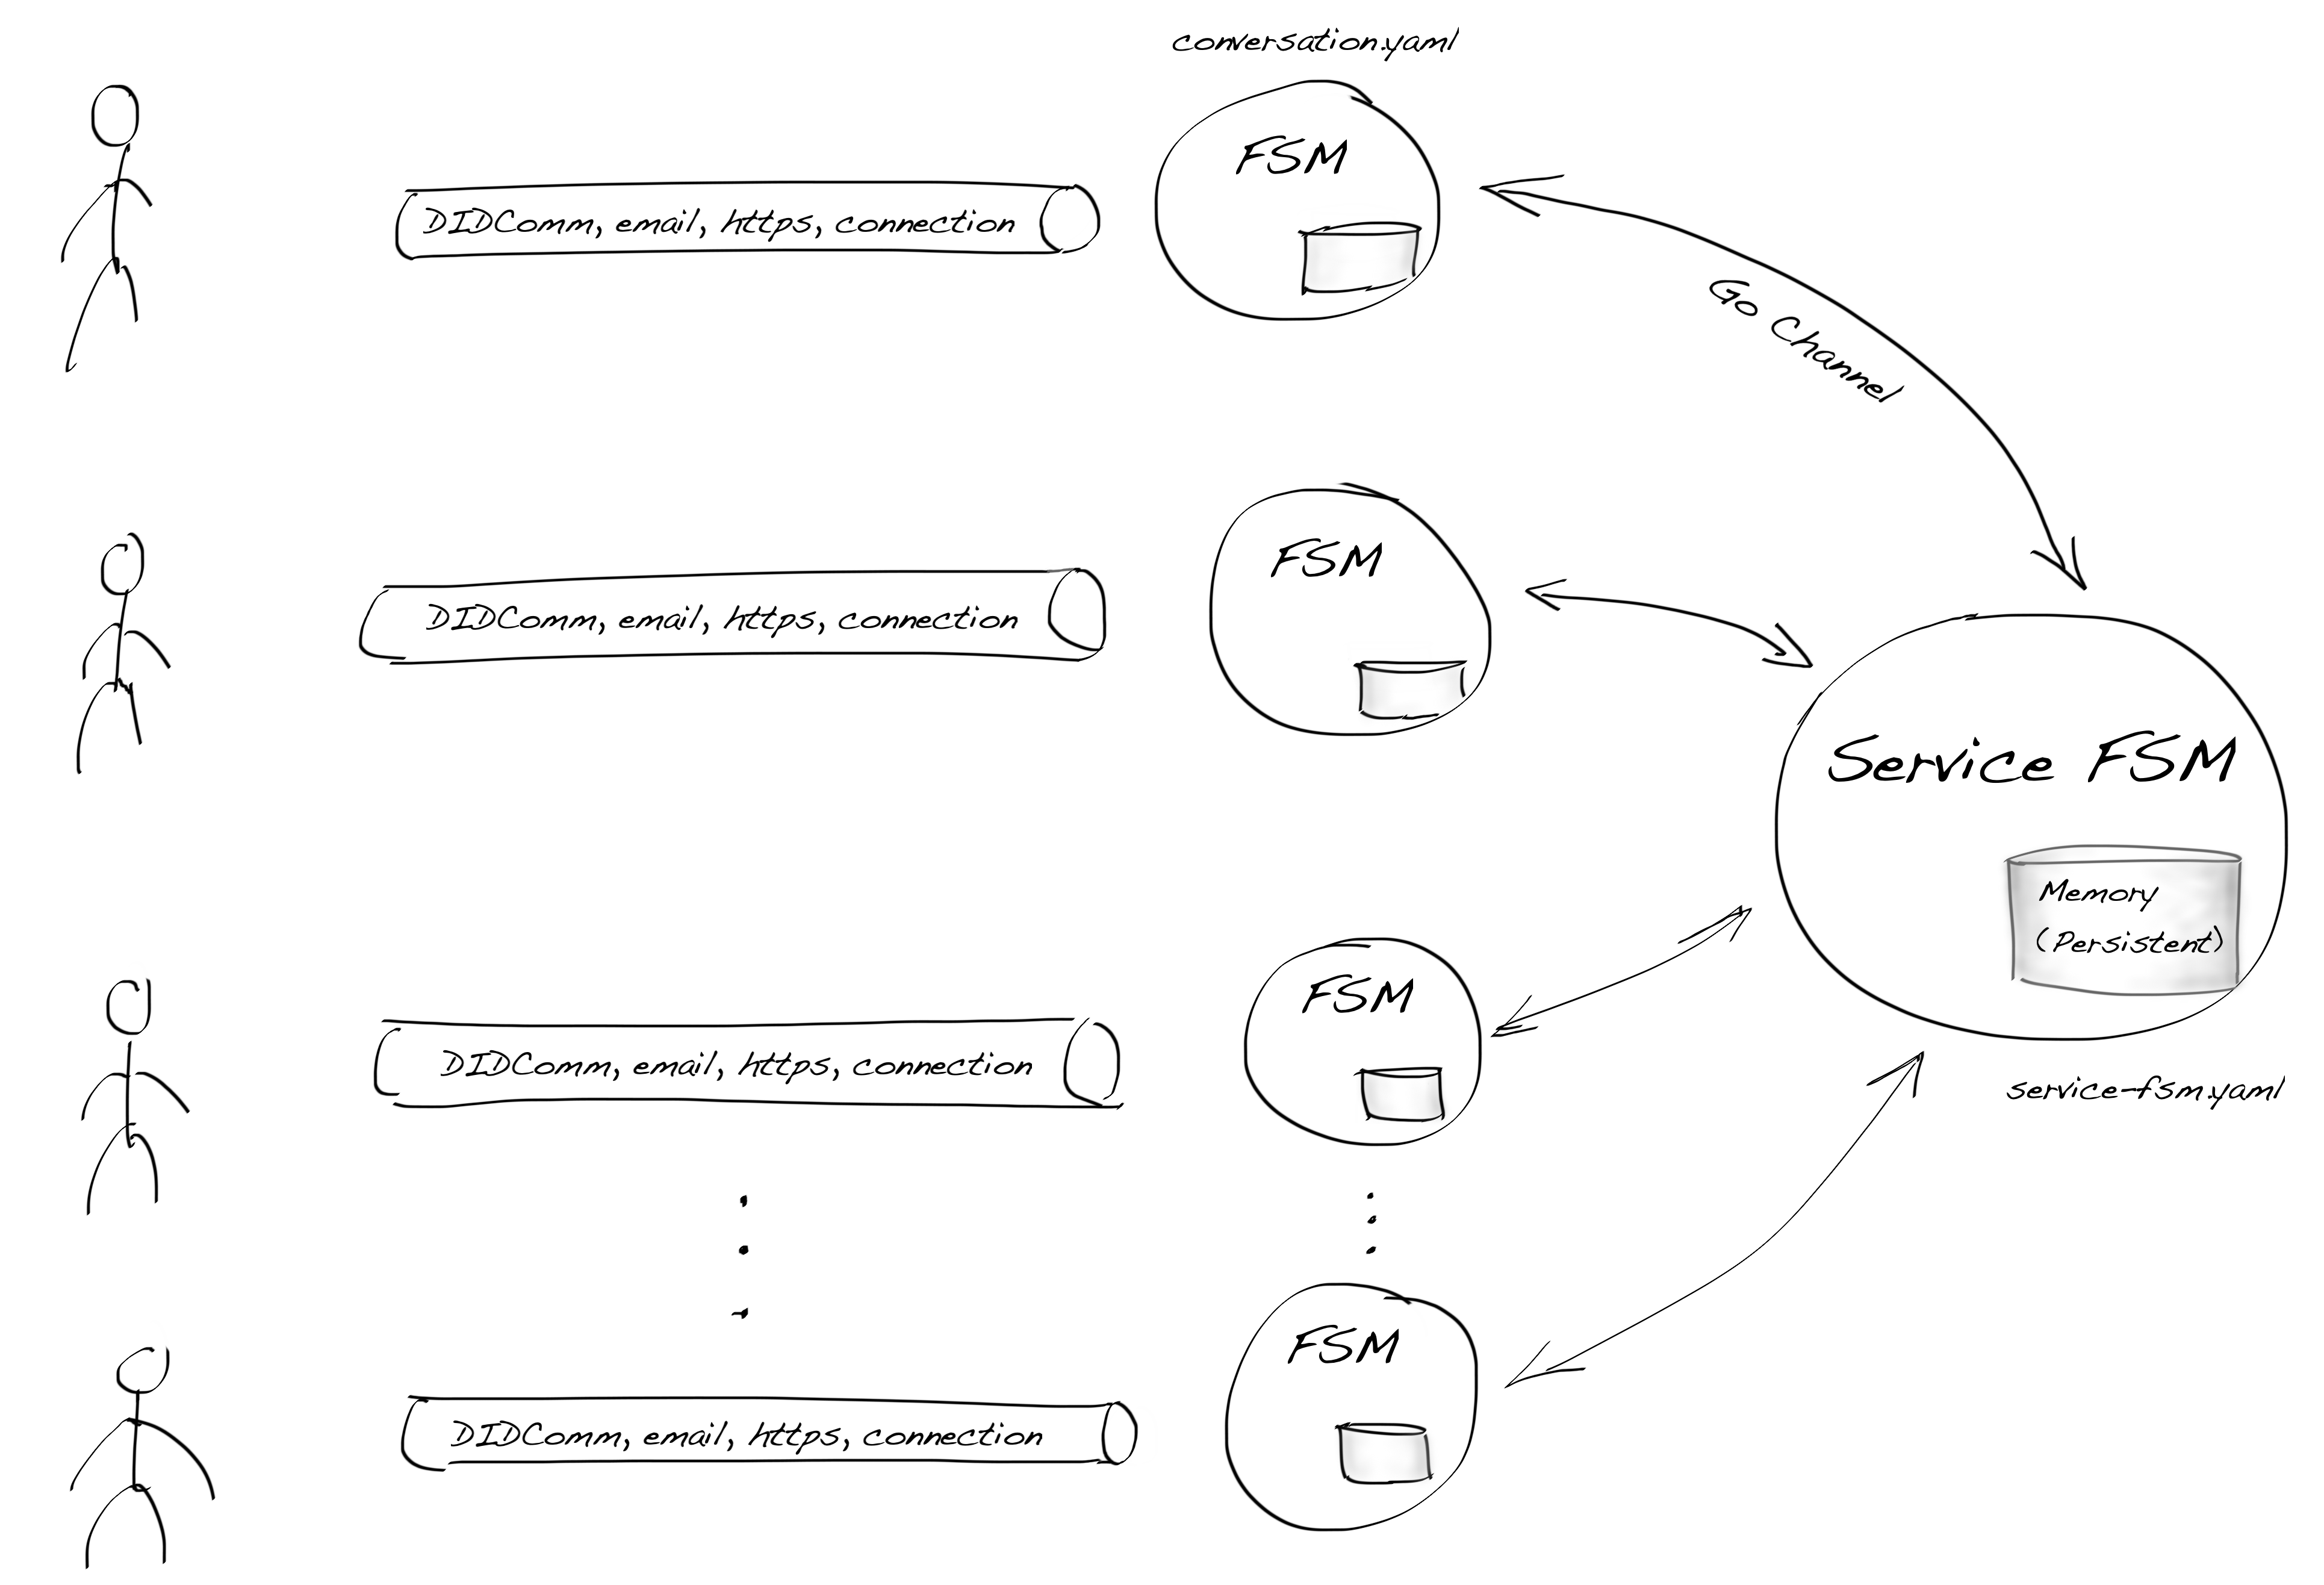 conversation.yaml
FSM
DIDComm, email, https, connection
Go Channel
FSM
DIDComm, email, https, connection
Service FSM
Memory
(Persistent)
FSM
DIDComm, email, https, connection
service-fsm.yaml
FSM
DIDComm, email, https, connection